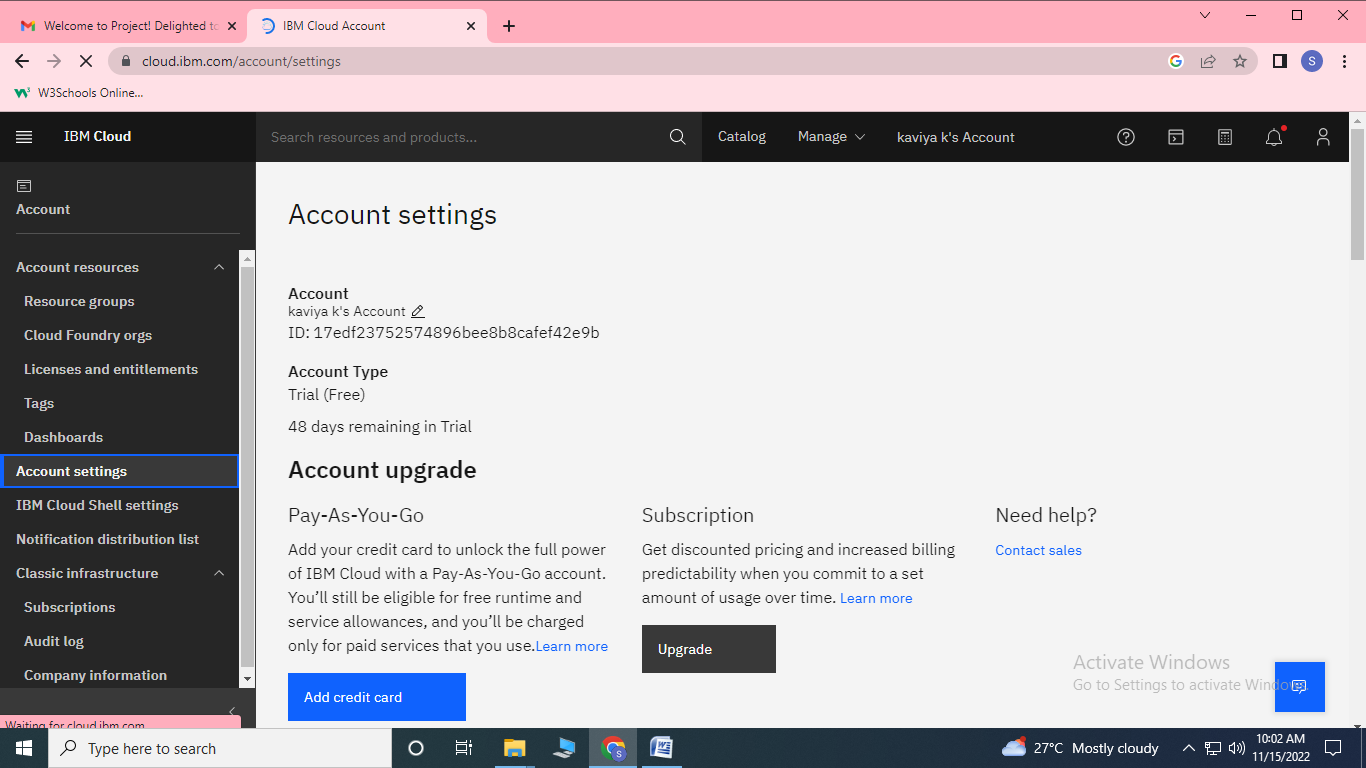 Welcome to Project! Delighted to
IBM Cloud Account
cloud.ibm.com/account/settings
S
W3Schools Online...
IBM Cloud
Search resources and products...
Catalog
Manage
kaviya k's Account
Account
Account resources
Resource groups
Cloud Foundry orgs
Licenses and entitlements
Tags
Dashboards
Account settings
IBM Cloud Shell settings
Notification distribution list
Classic infrastructure
Subscriptions
Audit log
Company information
Waiting for cloud.ibm.com
Account settings
Account
kaviya k's Account
ID: 17edf23752574896bee8b8cafef42e9b
Account Type
Trial (Free)
48 days remaining in Trial
Account upgrade
Pay-As-You-Go
Add your credit card to unlock the full power
of IBM Cloud with a Pay-As-You-Go account.
You’ll still be eligible for free runtime and
service allowances, and you’ll be charged
only for paid services that you use.Learn more
Add credit card
Subscription
Get discounted pricing and increased billing
predictability when you commit to a set
amount of usage over time. Learn more
Upgrade
Need help?
Contact sales
Activate Windows
Go to Settings to activate Windows.
Type here to search
27°C Mostly cloudy
10:02 AM
11/15/2022